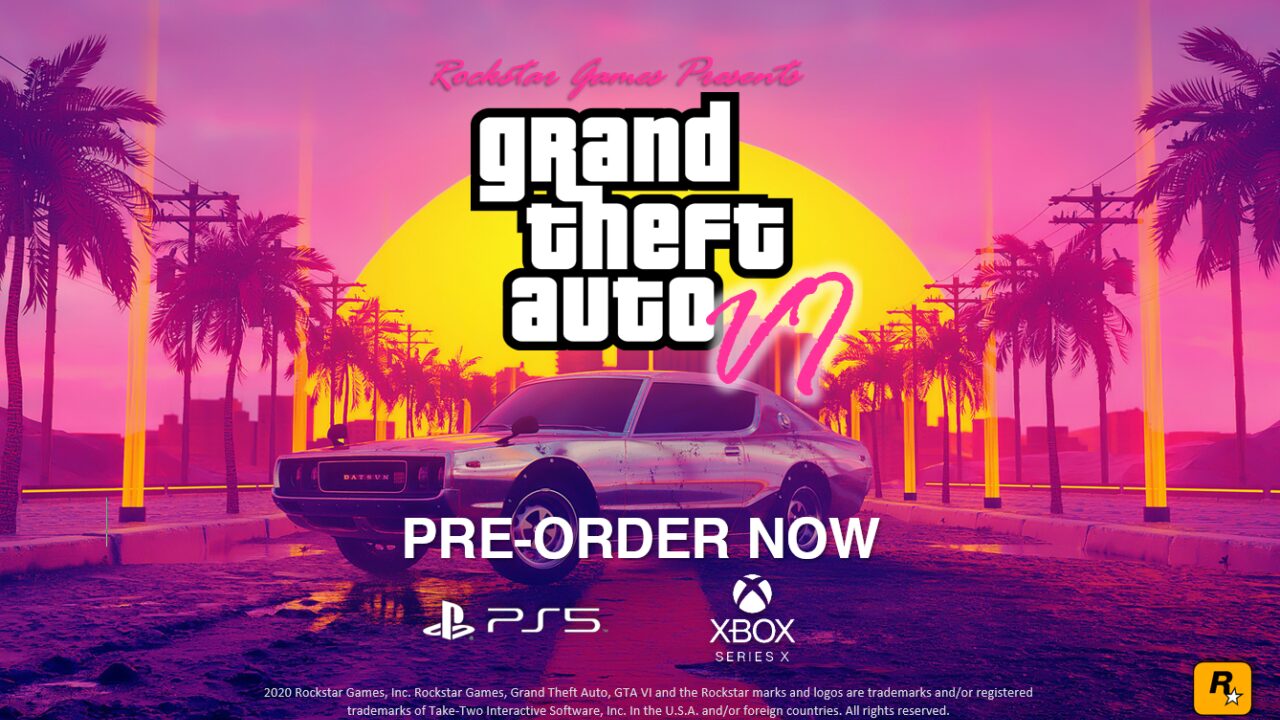 Rockstar Games Presents
grand
theft
auto
VI
DATSUN
PRE-ORDER NOW
PS5
XBOX
SERIES X
2020 Rockstar Games, Inc. Rockstar Games, Grand Theft Auto, GTA VI and the Rockstar marks and logos are trademarks and/or registered
trademarks of Take-Two Interactive Software, Inc. In the U.S.A. and/or foreign countries. All rights reserved.
R